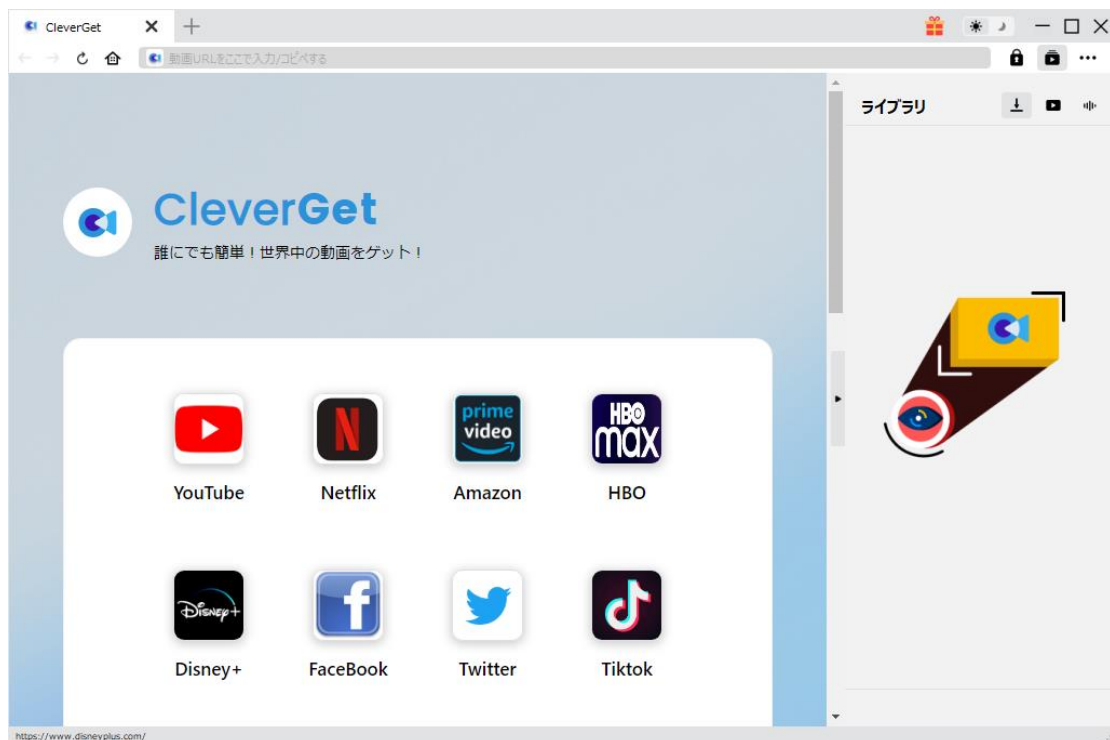 CleverGet
動画URLをここで入力/コピペする
ライブラリ
CleverGet
誰にでも簡単！世界中の動画をゲット！
prime video
HBO max
YouTube
Netflix
Amazon
HBO
Disney+
Disney+
FaceBook
Twitter
Tiktok
https://www.disneyplus.com/